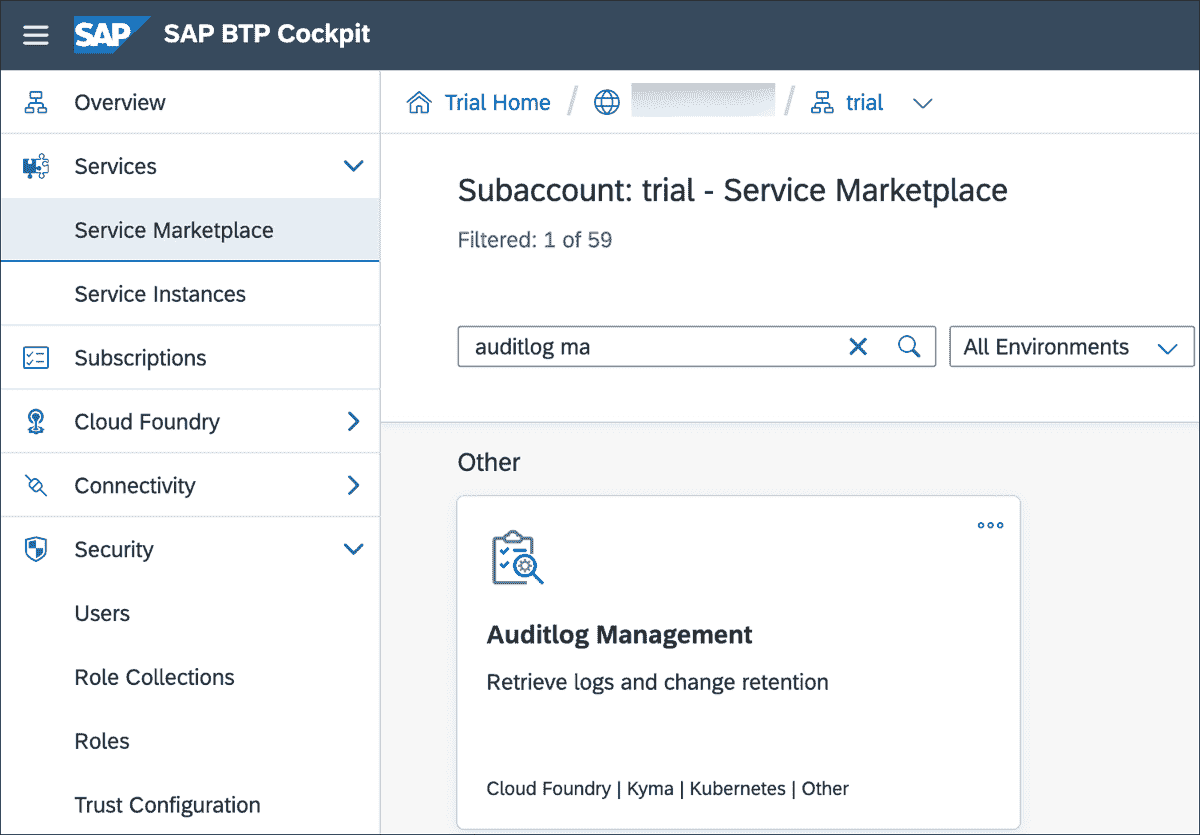 SAP SAP BTP Cockpit
Overview
Services
Service Marketplace
Service Instances
Subscriptions
Cloud Foundry
Connectivity
Security
Users
Role Collections
Roles
Trust Configuration
Trial Home / / trial
Subaccount: trial - Service Marketplace
Filtered: 1 of 59
auditlog ma
All Environments
Other
Auditlog Management
Retrieve logs and change retention
Cloud Foundry | Kyma | Kubernetes | Other